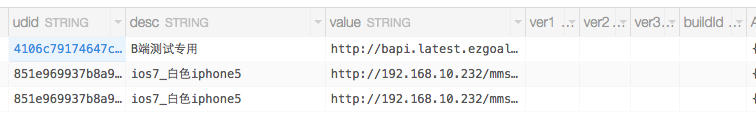 udid STRING desc STRING value STRING ver1 ... ver2 ... ver3... buildId ...
4106c79174647c... B端测试专用 http://bapi.latest.ezgoal...
851e969937b8a9... ios7_白色iphone5 http://192.168.10.232/mms...
851e969937b8a9... ios7_白色iphone5 http://192.168.10.232/mms...